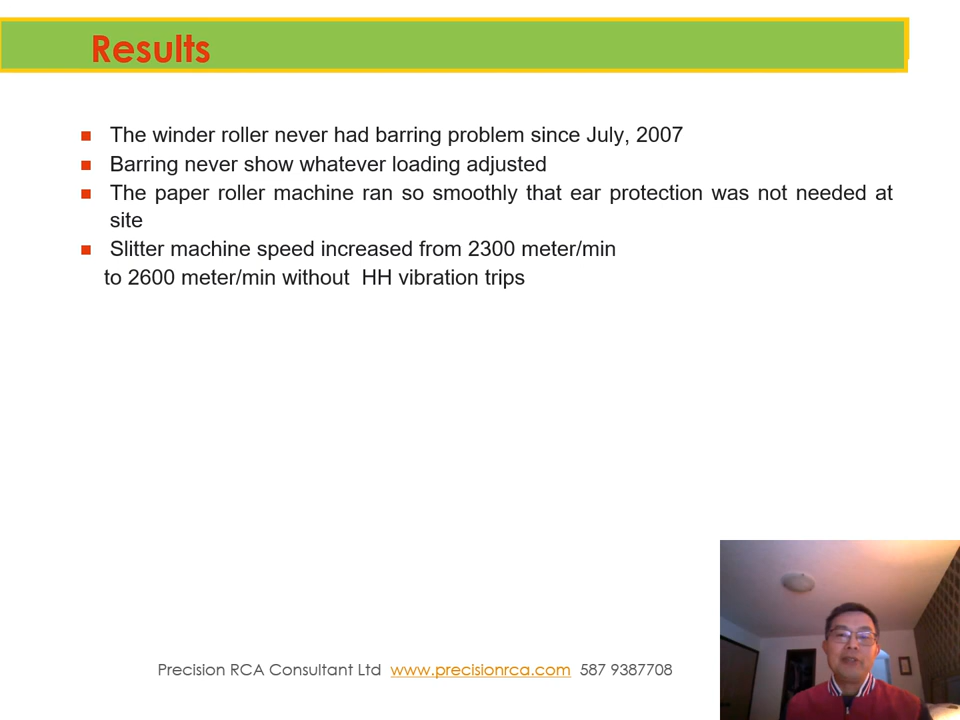 Results
The winder roller never had barring problem since July, 2007
Barring never show whatever loading adjusted
The paper roller machine ran so smoothly that ear protection was not needed at
site
Slitter machine speed increased from 2300 meter/min
to 2600 meter/min without HH vibration trips
Precision RCA Consultant Ltd www.precisionrca.com 587 9387708